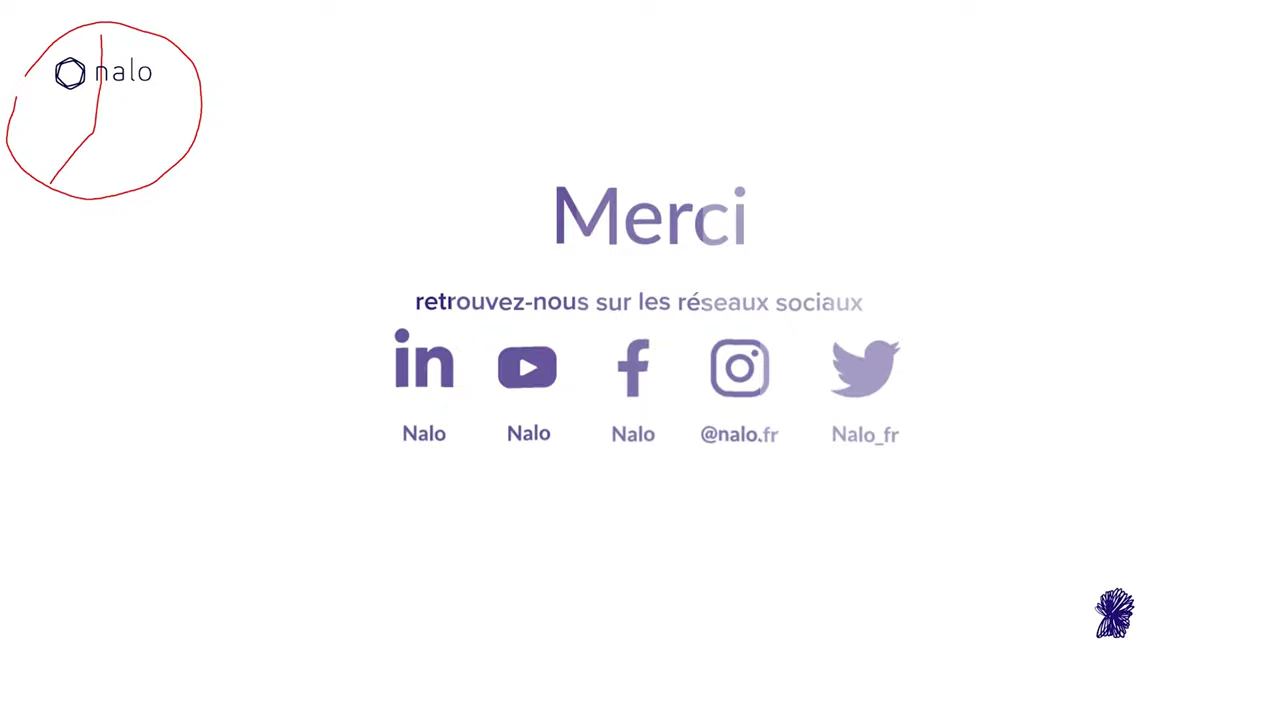 nalo
Merci
retrouvez-nous sur les réseaux sociaux
in
Nalo Nalo Nalo @nalo.fr Nalo_fr